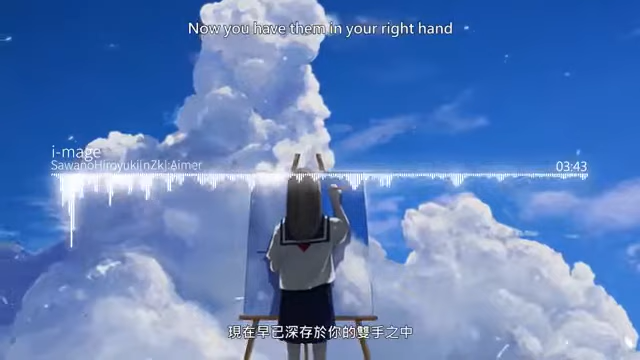 Now you have them in your right hand
i-mage
SawanoHiroyuki[nZk]:Aimer
03:43
現在早已深存於你的雙手之中